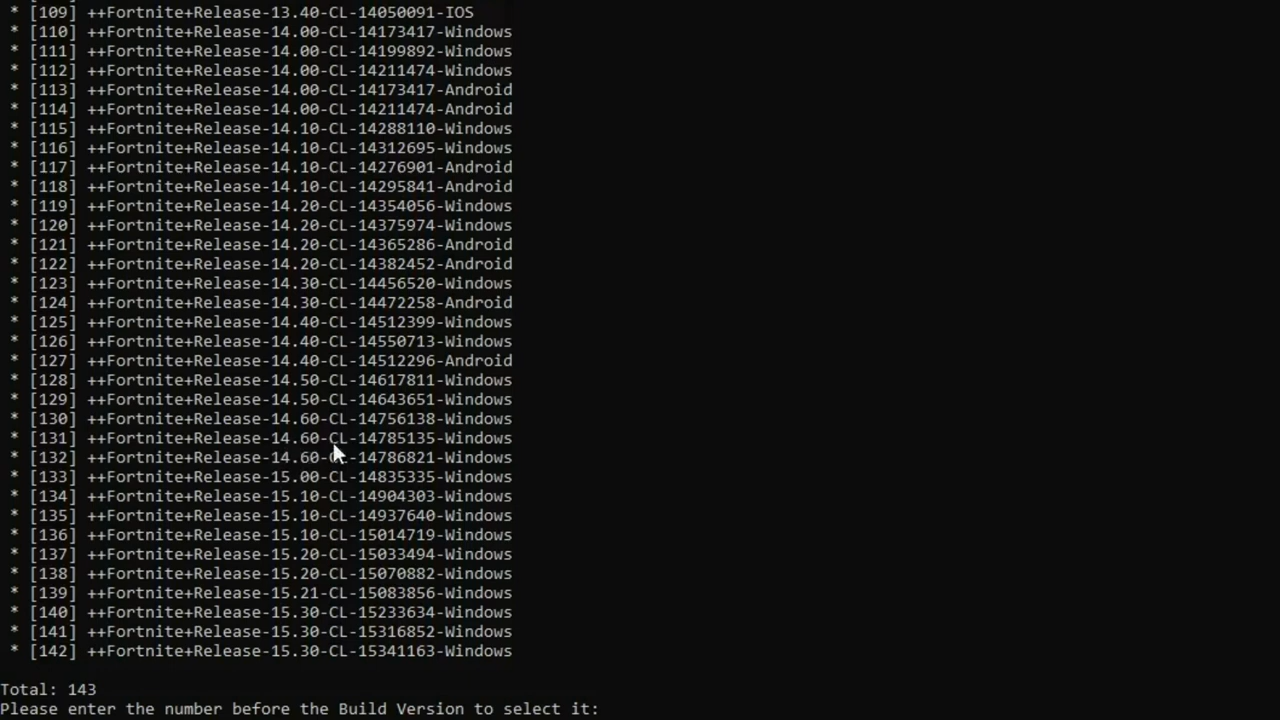 * [109] ++Fortnite+Release-13.40-CL-14050091-IOS
* [110] ++Fortnite+Release-14.00-CL-14173417-Windows
* [111] ++Fortnite+Release-14.00-CL-14199892-Windows
* [112] ++Fortnite+Release-14.00-CL-14211474-Windows
* [113] ++Fortnite+Release-14.00-CL-14173417-Android
* [114] ++Fortnite+Release-14.00-CL-14211474-Android
* [115] ++Fortnite+Release-14.10-CL-14288110-Windows
* [116] ++Fortnite+Release-14.10-CL-14312695-Windows
* [117] ++Fortnite+Release-14.10-CL-14276901-Android
* [118] ++Fortnite+Release-14.10-CL-14295841-Android
* [119] ++Fortnite+Release-14.20-CL-14354056-Windows
* [120] ++Fortnite+Release-14.20-CL-14375974-Windows
* [121] ++Fortnite+Release-14.20-CL-14365286-Android
* [122] ++Fortnite+Release-14.20-CL-14382452-Android
* [123] ++Fortnite+Release-14.30-CL-14456520-Windows
* [124] ++Fortnite+Release-14.30-CL-14472258-Android
* [125] ++Fortnite+Release-14.40-CL-14512399-Windows
* [126] ++Fortnite+Release-14.40-CL-14550713-Windows
* [127] ++Fortnite+Release-14.40-CL-14512296-Android
* [128] ++Fortnite+Release-14.50-CL-14617811-Windows
* [129] ++Fortnite+Release-14.50-CL-14643651-Windows
* [130] ++Fortnite+Release-14.60-CL-14756138-Windows
* [131] ++Fortnite+Release-14.60-CL-14785135-Windows
* [132] ++Fortnite+Release-14.60-CL-14786821-Windows
* [133] ++Fortnite+Release-15.00-CL-14835335-Windows
* [134] ++Fortnite+Release-15.10-CL-14904303-Windows
* [135] ++Fortnite+Release-15.10-CL-14937640-Windows
* [136] ++Fortnite+Release-15.10-CL-15014719-Windows
* [137] ++Fortnite+Release-15.20-CL-15033494-Windows
* [138] ++Fortnite+Release-15.20-CL-15070882-Windows
* [139] ++Fortnite+Release-15.21-CL-15083856-Windows
* [140] ++Fortnite+Release-15.30-CL-15233634-Windows
* [141] ++Fortnite+Release-15.30-CL-15316852-Windows
* [142] ++Fortnite+Release-15.30-CL-15341163-Windows
Total: 143
Please enter the number before the Build Version to select it: